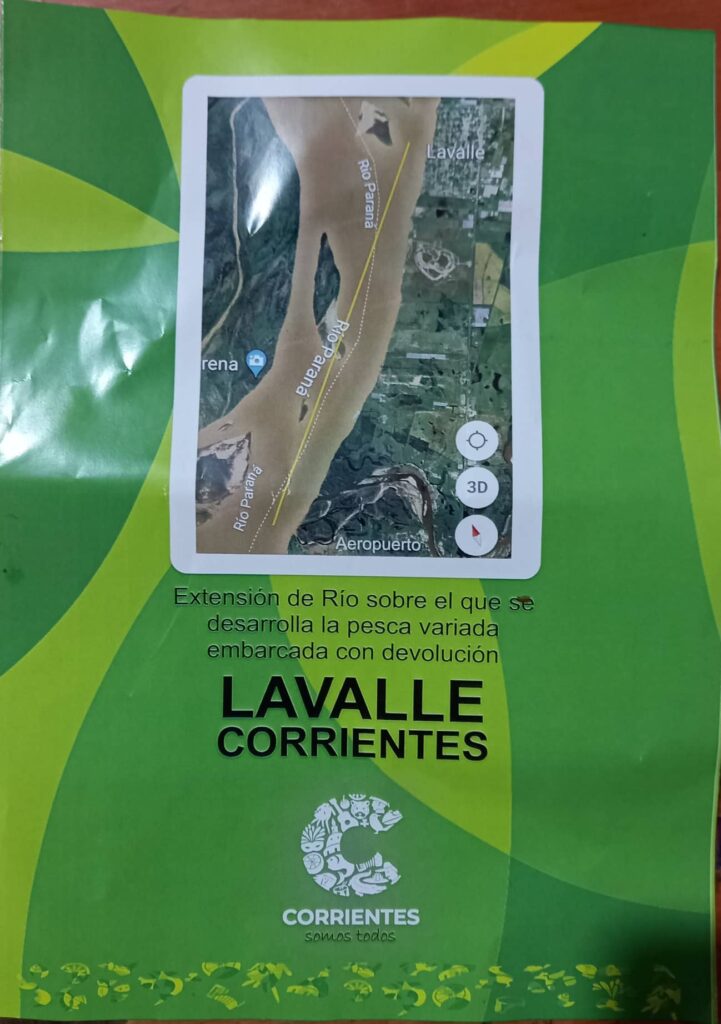 Lavalle
Río Paraná
Río Paraná
rena
Río Paraná
3D
Aeropuerto
Extensión de Río sobre el que se
desarrolla la pesca variada
embarcada con devolución
LAVALLE
CORRIENTES
CORRIENTES
somos todos